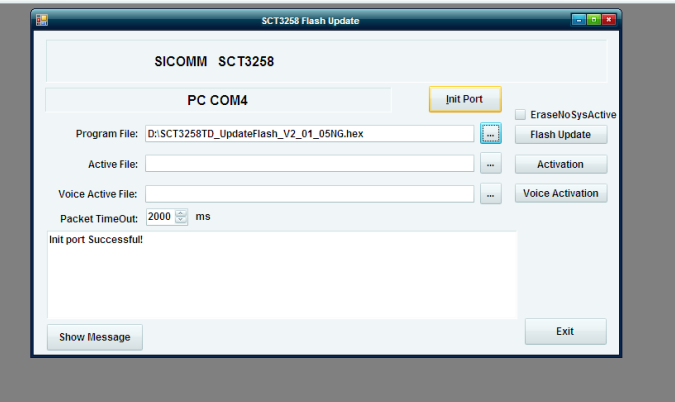 SCT3258 Flash Update
SICOMM SCT3258
PC COM4
Init Port
EraseNoSysActive
Program File: D:\SCT3258TD_UpdateFlash_V2_01_05NG.hex ... Flash Update
Active File: ... Activation
Voice Active File: ... Voice Activation
Packet TimeOut: 2000 ms
Init port Successful!
Show Message
Exit